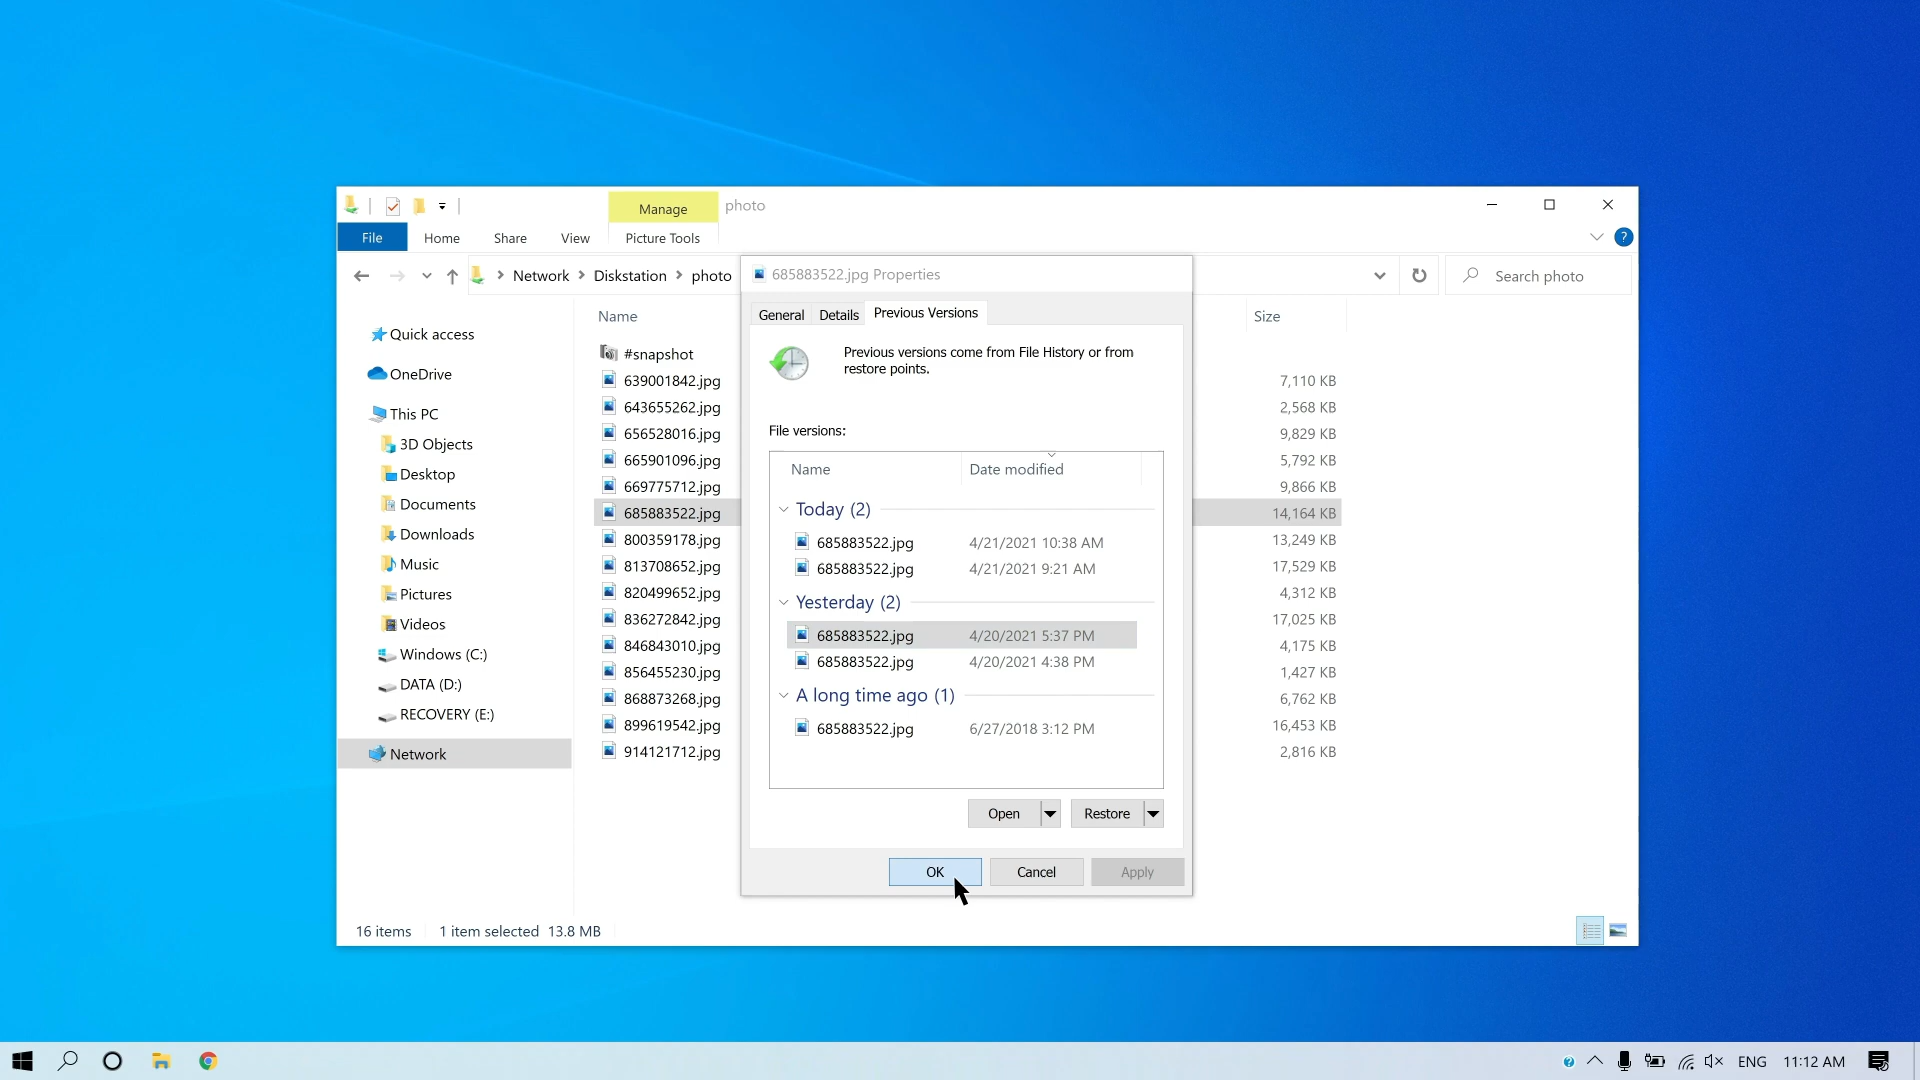 Manage
photo
File
Home
Share
View
Picture Tools
?
Network
Diskstation
photo
Search photo
685883522.jpg Properties
General
Details
Previous Versions
Name
Size
Quick access
OneDrive
This PC
3D Objects
Desktop
Documents
Downloads
Music
Pictures
Videos
Windows (C:)
DATA (D:)
RECOVERY (E:)
Network
#snapshot
639001842.jpg
643655262.jpg
656528016.jpg
665901096.jpg
669775712.jpg
685883522.jpg
800359178.jpg
813708652.jpg
820499652.jpg
836272842.jpg
846843010.jpg
856455230.jpg
868873268.jpg
899619542.jpg
914121712.jpg
Previous versions come from File History or from
restore points.
File versions:
Name
Date modified
Today (2)
685883522.jpg 4/21/2021 10:38 AM
685883522.jpg 4/21/2021 9:21 AM
Yesterday (2)
685883522.jpg 4/20/2021 5:37 PM
685883522.jpg 4/20/2021 4:38 PM
A long time ago (1)
685883522.jpg 6/27/2018 3:12 PM
Open
Restore
OK
Cancel
Apply
7,110 KB
2,568 KB
9,829 KB
5,792 KB
9,866 KB
14,164 KB
13,249 KB
17,529 KB
4,312 KB
17,025 KB
4,175 KB
1,427 KB
6,762 KB
16,453 KB
2,816 KB
16 items
1 item selected 13.8 MB
?
ENG
11:12 AM